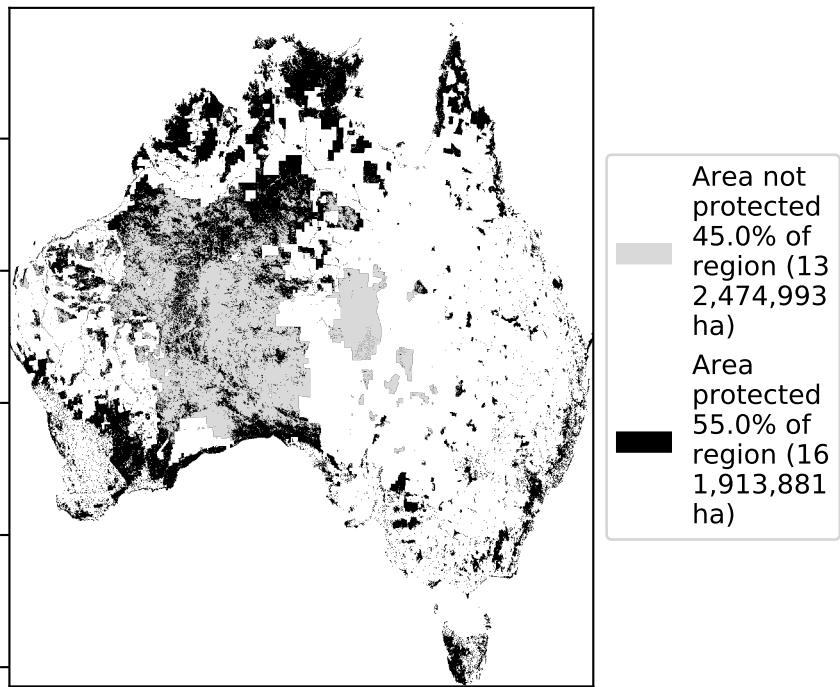 Area not
protected
45.0% of
region (13
2,474,993
ha)
Area
protected
55.0% of
region (16
1,913,881
ha)